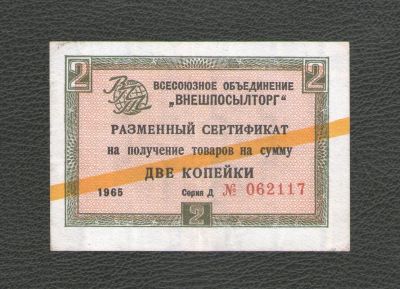 2 2
ВПТ
ВСЕСОЮЗНОЕ ОБЪЕДИНЕНИЕ
„ВНЕШПОСЫЛТОРГ"
РАЗМЕННЫЙ СЕРТИФИКАТ
на получение товаров на сумму
ДВЕ КОПЕЙКИ
1965 Серия Д № 062117
2